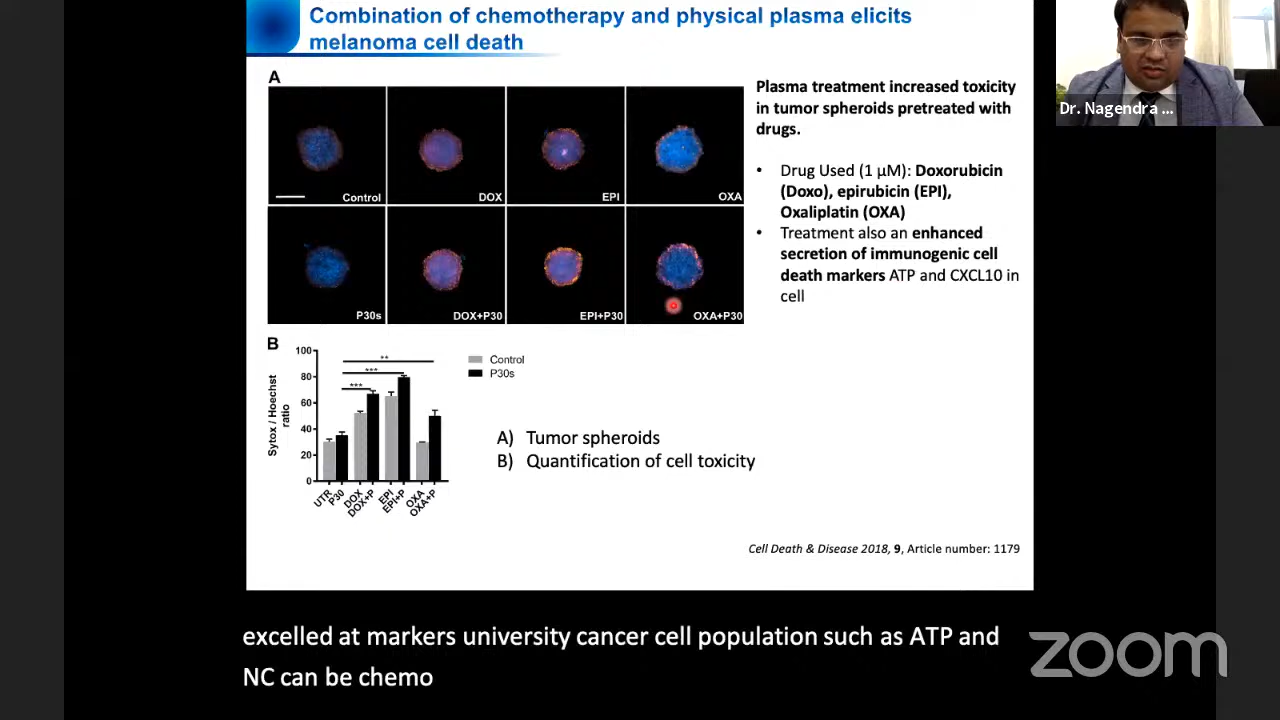 Combination of chemotherapy and physical plasma elicits
melanoma cell death
Dr. Nagendra ...
A
Control
DOX
EPI
OXA
P30s
DOX+P30
EPI+P30
OXA+P30
Plasma treatment increased toxicity
in tumor spheroids pretreated with
drugs.
• Drug Used (1 µM): Doxorubicin
(Doxo), epirubicin (EPI),
Oxaliplatin (OXA)
• Treatment also an enhanced
secretion of immunogenic cell
death markers ATP and CXCL10 in
cell
B
Sytox / Hoechst
ratio
100
80
60
40
20
0
**
***
***
UTR
P30
DOX
DOX+P
EPI
EPI+P
OXA
OXA+P
Control
P30s
A) Tumor spheroids
B) Quantification of cell toxicity
Cell Death & Disease 2018, 9, Article number: 1179
excelled at markers university cancer cell population such as ATP and
NC can be chemo
zoom